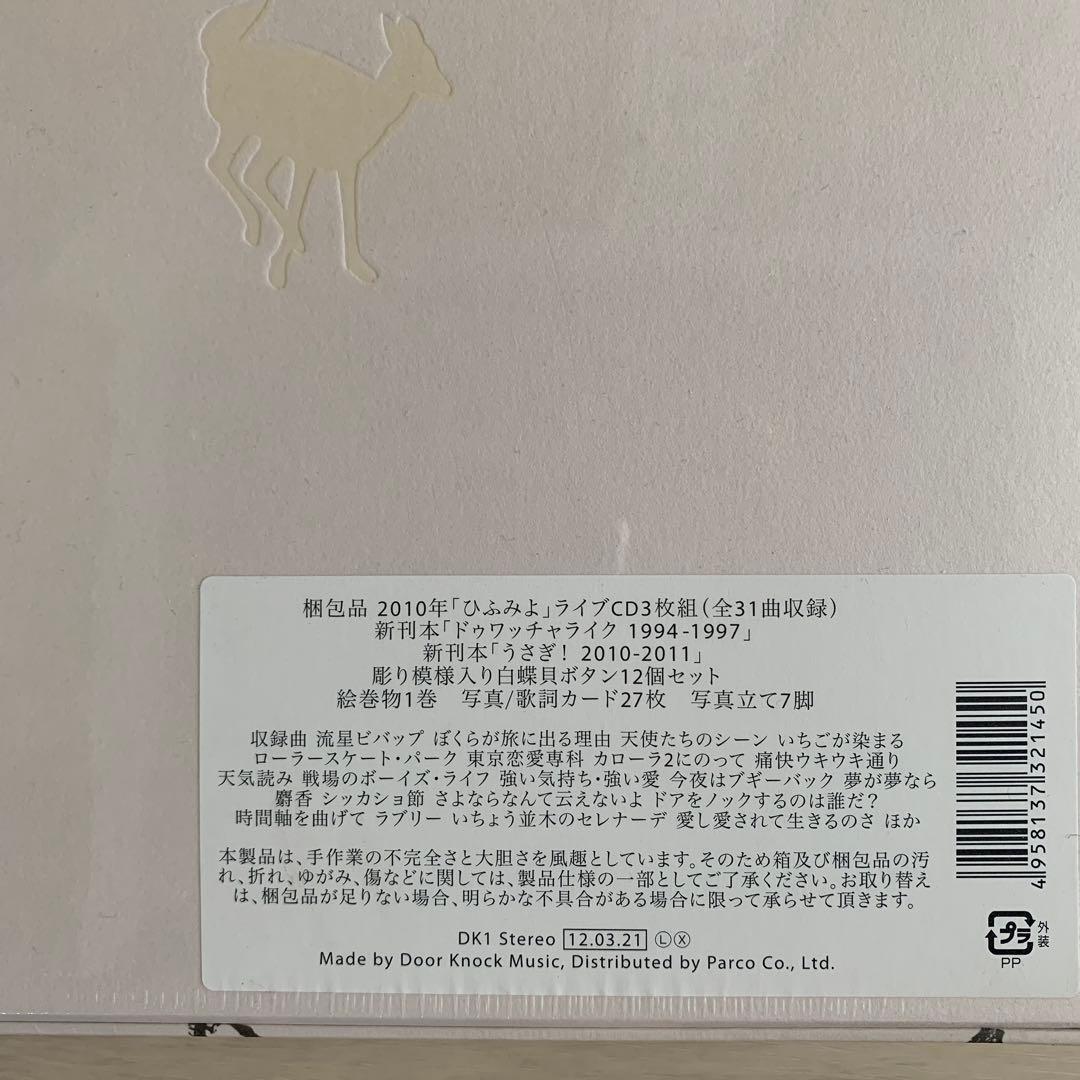 梱包品 2010年「ひふみよ」ライブCD3枚組（全31曲収録）
新刊本「ドゥワッチャライク 1994-1997」
新刊本「うさぎ！ 2010-2011」
彫り模様入り白蝶貝ボタン12個セット
絵巻物1巻　写真/歌詞カード27枚　写真立て7脚
収録曲 流星ビバップ ぼくらが旅に出る理由 天使たちのシーン いちごが染まる
ローラースケート・パーク 東京恋愛専科 カローラ2にのって 痛快ウキウキ通り
天気読み 戦場のボーイズ・ライフ 強い気持ち・強い愛 今夜はブギーバック 夢が夢なら
麝香 シッカショ節 さよならなんて云えないよ ドアをノックするのは誰だ？
時間軸を曲げて ラブリー いちょう並木のセレナーデ 愛し愛されて生きるのさ ほか
本製品は、手作業の不完全さと大胆さを風趣としています。そのため箱及び梱包品の汚
れ、折れ、ゆがみ、傷などに関しては、製品仕様の一部としてご了承ください。お取り替え
は、梱包品が足りない場合、明らかな不具合がある場合に限って承らせて頂きます。
DK1 Stereo 12.03.21 Ⓛ Ⓧ
Made by Door Knock Music, Distributed by Parco Co., Ltd.
4 958137 321450
プラ
外装
PP